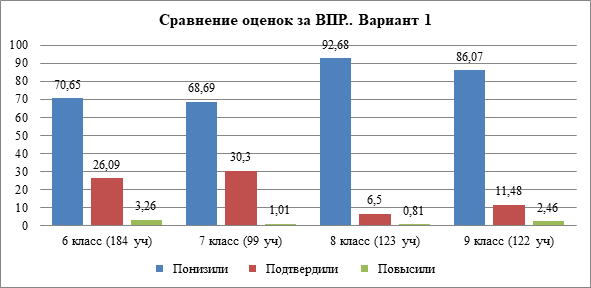 Сравнение оценок за ВПР.. Вариант 1
100
90
80
70
60
50
40
30
20
10
0
70,65
26,09
3,26
68,69
30,3
1,01
92,68
6,5
0,81
86,07
11,48
2,46
6 класс (184 уч)
7 класс (99 уч)
8 класс (123 уч)
9 класс (122 уч)
Понизили
Подтвердили
Повысили